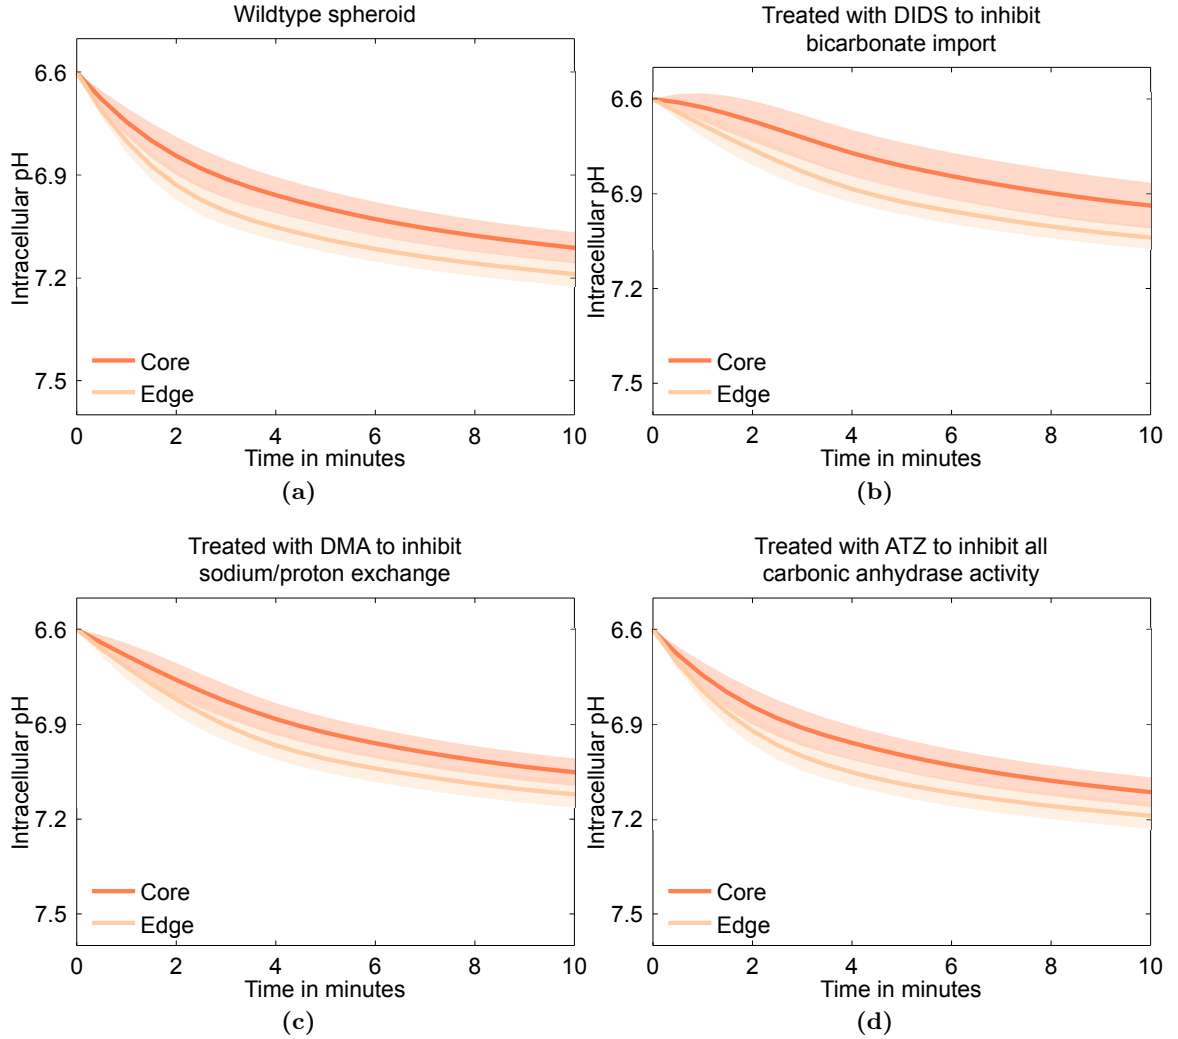 Wildtype spheroid
Intracellular pH
6.6
6.9
7.2
7.5
Core
Edge
0 2 4 6 8 10
Time in minutes
(a)
Treated with DIDS to inhibit
bicarbonate import
Intracellular pH
6.6
6.9
7.2
7.5
Core
Edge
0 2 4 6 8 10
Time in minutes
(b)
Treated with DMA to inhibit
sodium/proton exchange
Intracellular pH
6.6
6.9
7.2
7.5
Core
Edge
0 2 4 6 8 10
Time in minutes
(c)
Treated with ATZ to inhibit all
carbonic anhydrase activity
Intracellular pH
6.6
6.9
7.2
7.5
Core
Edge
0 2 4 6 8 10
Time in minutes
(d)